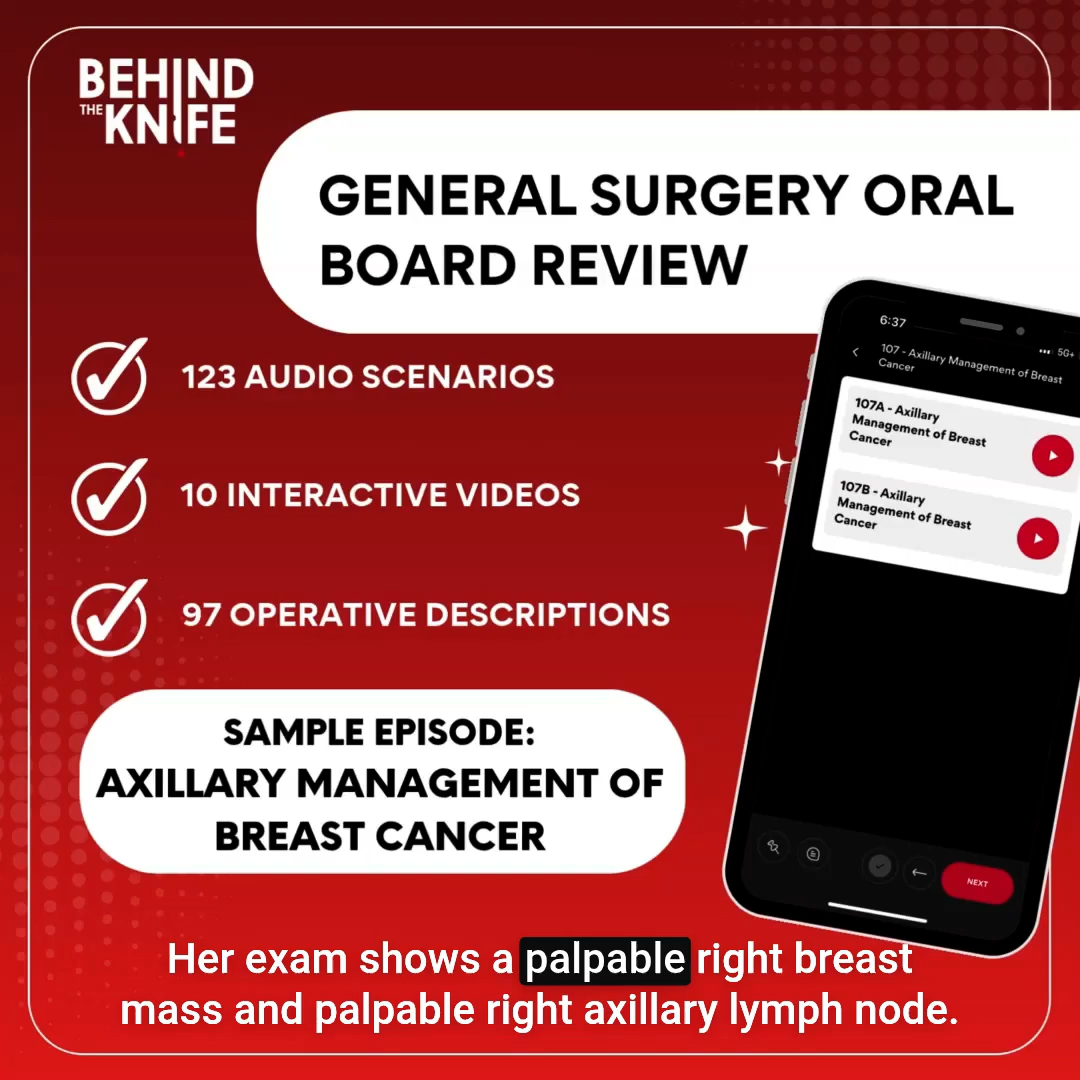 BEHIND
THE KNIFE
GENERAL SURGERY ORAL
BOARD REVIEW
123 AUDIO SCENARIOS
10 INTERACTIVE VIDEOS
97 OPERATIVE DESCRIPTIONS
SAMPLE EPISODE:
AXILLARY MANAGEMENT OF
BREAST CANCER
6:37
5G+
107 - Axillary Management of Breast
Cancer
107A - Axillary
Management of Breast
Cancer
107B - Axillary
Management of Breast
Cancer
NEXT
Her exam shows a palpable right breast
mass and palpable right axillary lymph node.